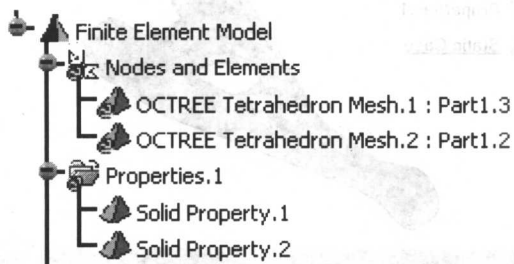 Finite Element Model
Nodes and Elements
OCTREE Tetrahedron Mesh.1 : Part1.3
OCTREE Tetrahedron Mesh.2 : Part1.2
Properties.1
Solid Property.1
Solid Property.2